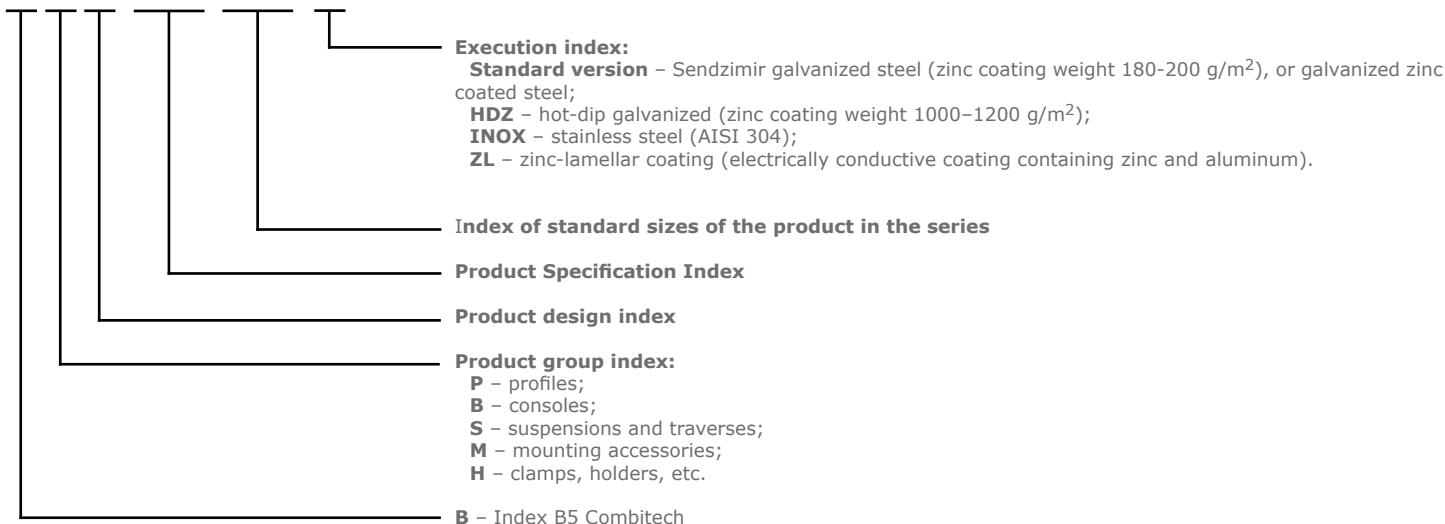 Execution index:
Standard version – Sendzimir galvanized steel (zinc coating weight 180-200 g/m2), or galvanized zinc
coated steel;
HDZ – hot-dip galvanized (zinc coating weight 1000–1200 g/m2);
INOX – stainless steel (AISI 304);
ZL – zinc-lamellar coating (electrically conductive coating containing zinc and aluminum).
Index of standard sizes of the product in the series
Product Specification Index
Product design index
Product group index:
P – profiles;
B – consoles;
S – suspensions and traverses;
M – mounting accessories;
H – clamps, holders, etc.
B – Index B5 Combitech